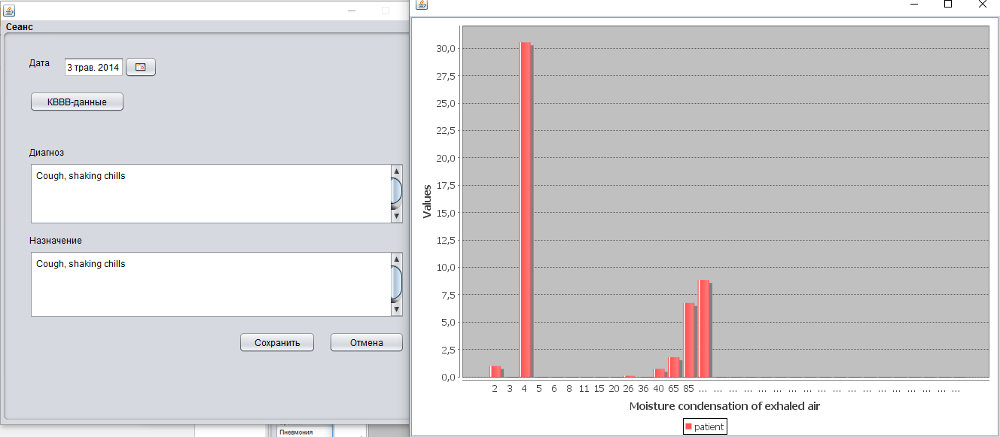 Сеанс
Дата
3 трав. 2014
КВВВ-данные
Диагноз
Cough, shaking chills
Назначение
Cough, shaking chills
Сохранить
Отмена
Пневмония
30,0
27,5
25,0
22,5
20,0
17,5
15,0
12,5
10,0
7,5
5,0
2,5
0,0
Values
2 3 4 5 6 8 11 15 20 26 36 40 65 85 ... ... ... ... ... ... ... ... ... ... ... ... ... ... ... ... ... ...
Moisture condensation of exhaled air
patient